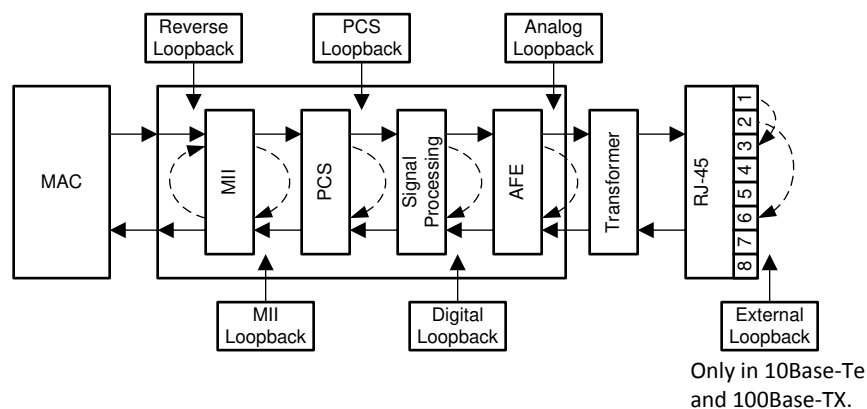 Reverse
Loopback
PCS
Loopback
Analog
Loopback
MAC
MII
PCS
Signal
Processing
AFE
Transformer
RJ-45
1
2
3
4
5
6
7
8
MII
Loopback
Digital
Loopback
External
Loopback
Only in 10Base-Te
and 100Base-TX.